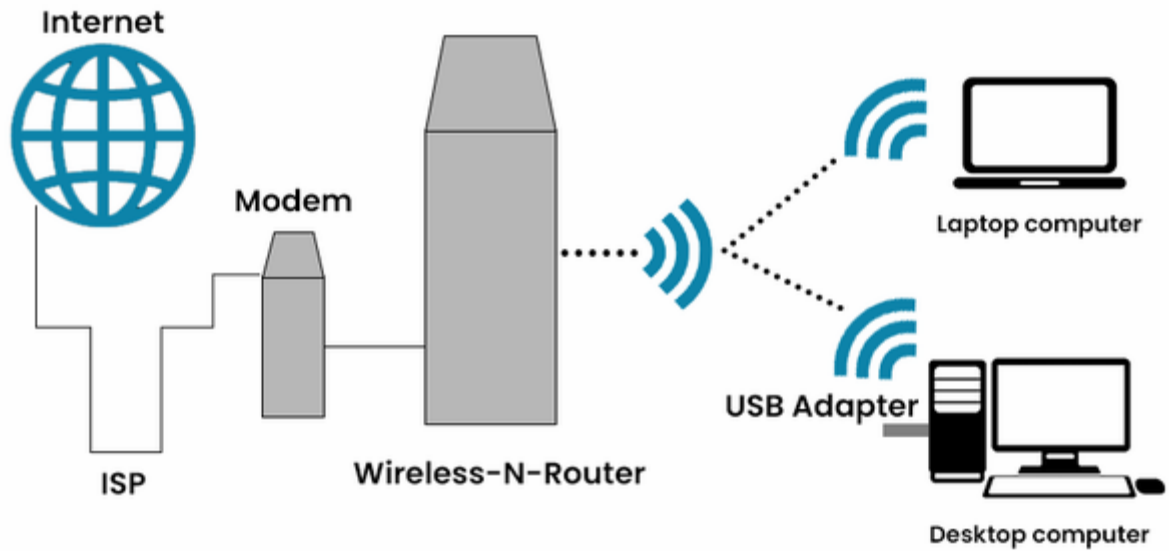 Internet
Modem
Laptop computer
USB Adapter
ISP
Wireless-N-Router
Desktop computer